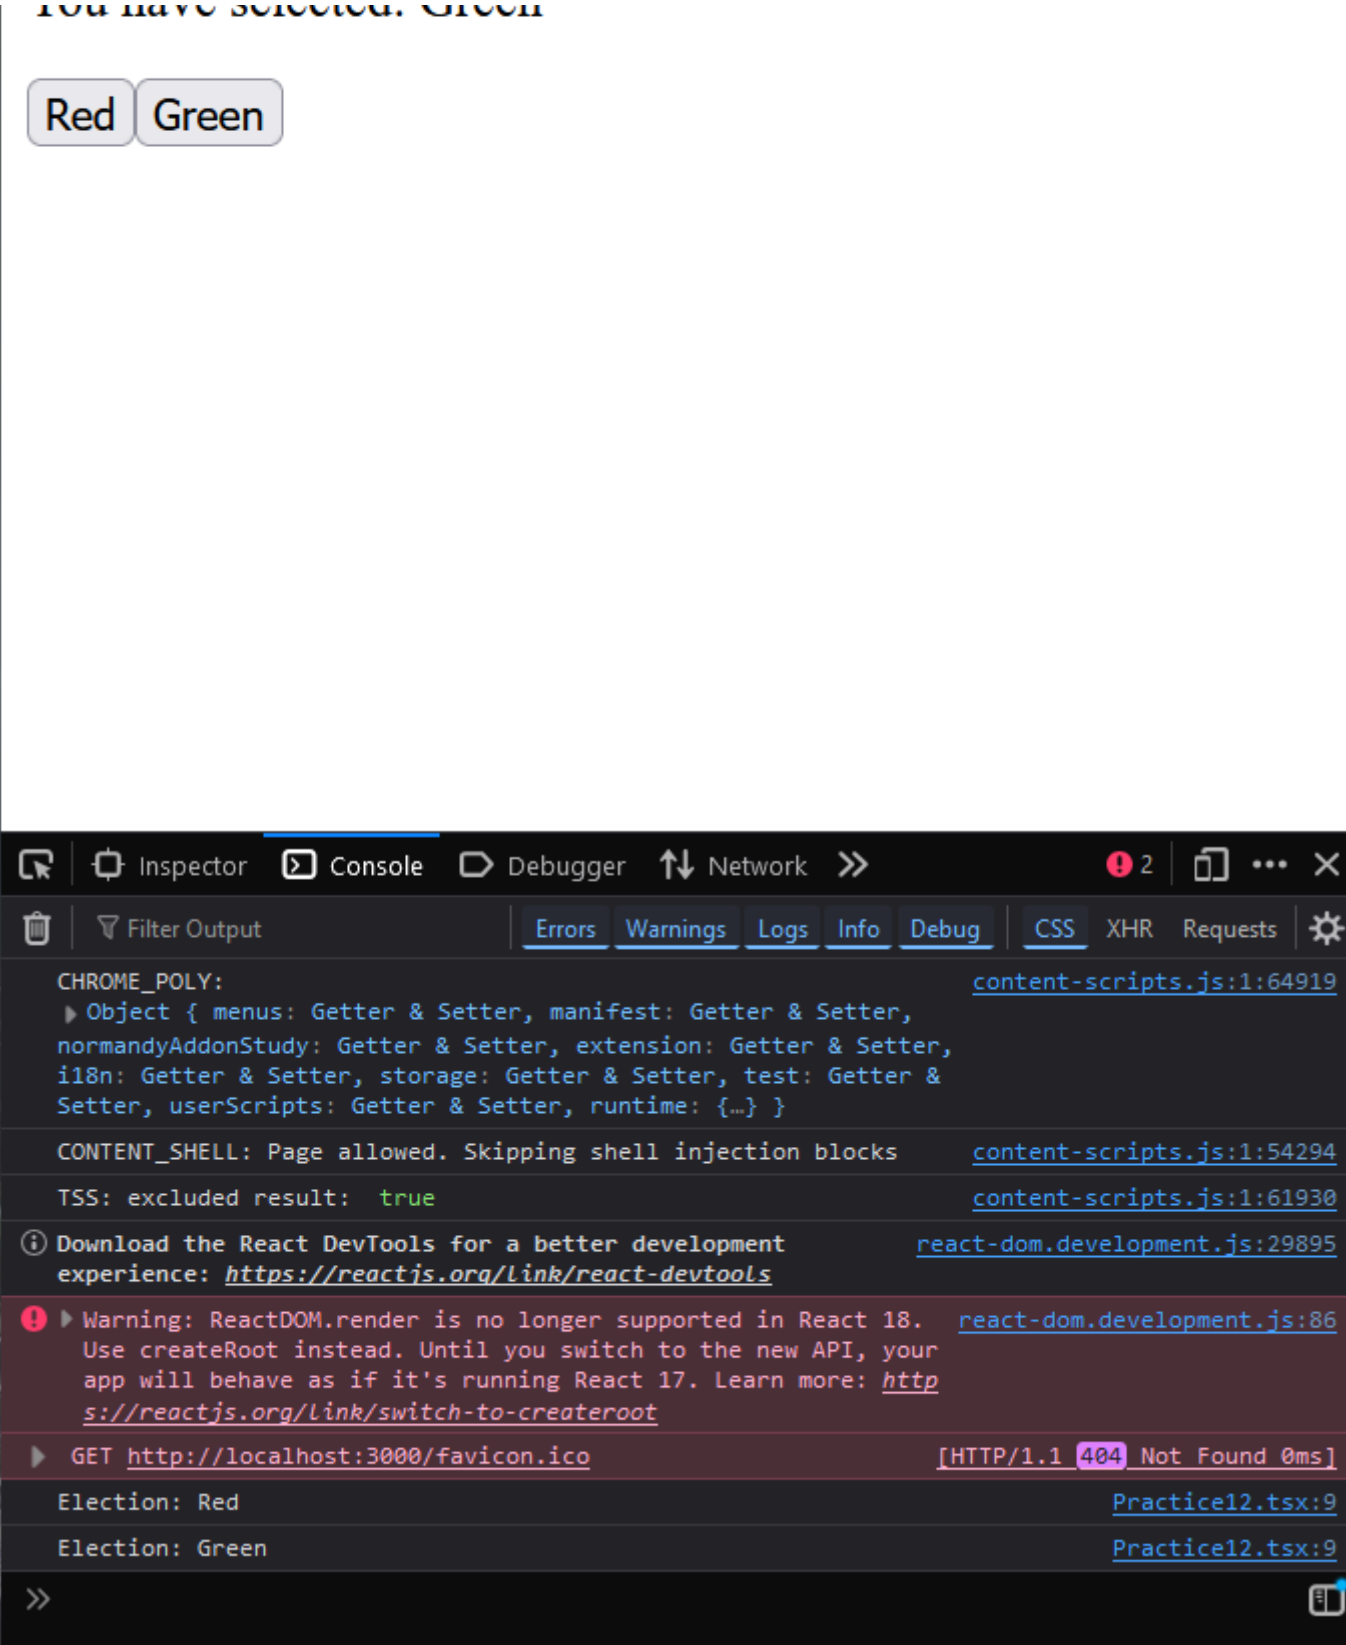 You have selected: Green
Red Green
Inspector Console Debugger Network 2
Filter Output Errors Warnings Logs Info Debug CSS XHR Requests
CHROME_POLY: content-scripts.js:1:64919
Object { menus: Getter & Setter, manifest: Getter & Setter,
normandyAddonStudy: Getter & Setter, extension: Getter & Setter,
i18n: Getter & Setter, storage: Getter & Setter, test: Getter &
Setter, userScripts: Getter & Setter, runtime: {…} }
CONTENT_SHELL: Page allowed. Skipping shell injection blocks content-scripts.js:1:54294
TSS: excluded result: true content-scripts.js:1:61930
Download the React DevTools for a better development react-dom.development.js:29895
experience: https://reactjs.org/link/react-devtools
Warning: ReactDOM.render is no longer supported in React 18. react-dom.development.js:86
Use createRoot instead. Until you switch to the new API, your
app will behave as if it's running React 17. Learn more: http
s://reactjs.org/link/switch-to-createroot
GET http://localhost:3000/favicon.ico [HTTP/1.1 404 Not Found 0ms]
Election: Red Practice12.tsx:9
Election: Green Practice12.tsx:9